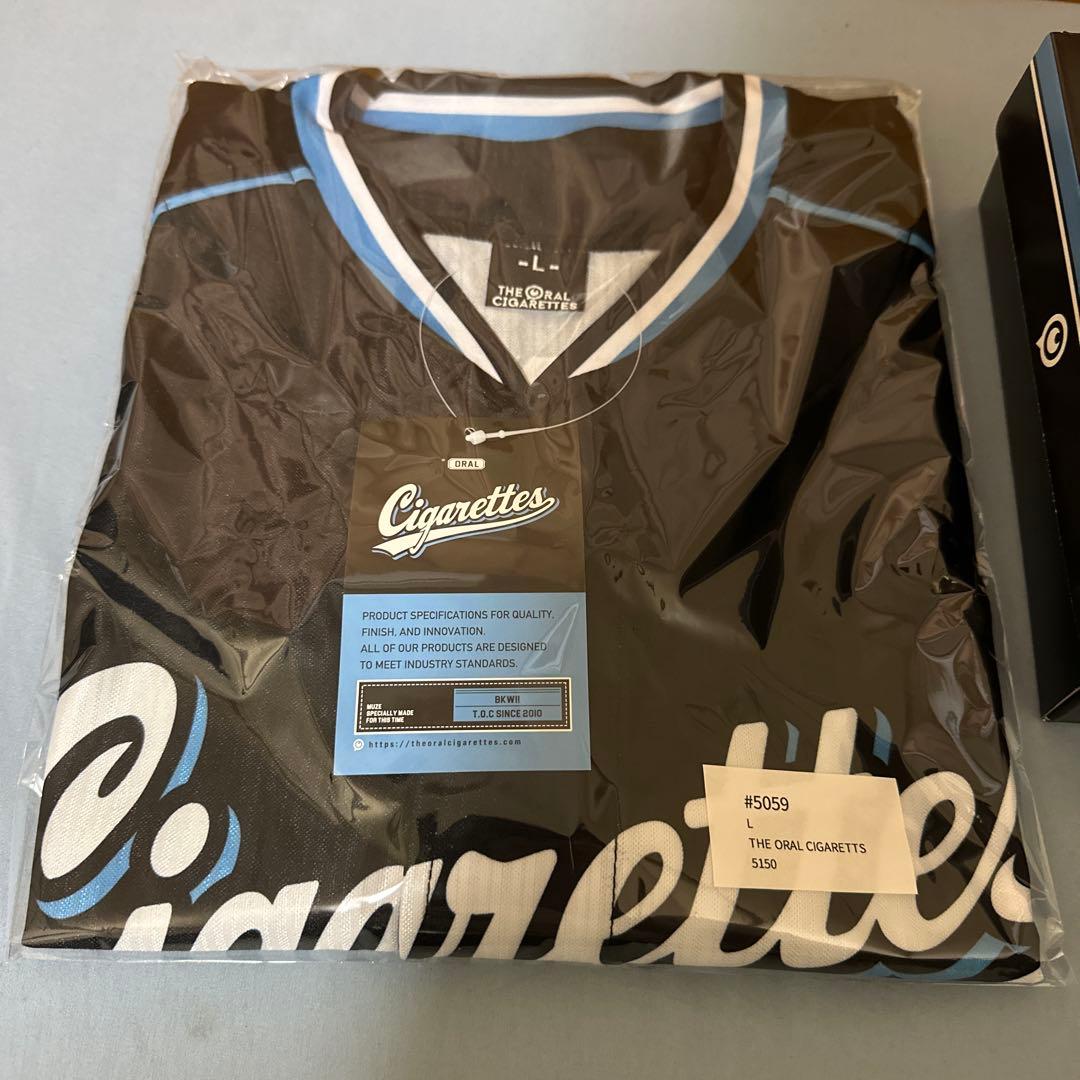 -L-
THE ORAL
CIGARETTES
ORAL
Cigarettes
PRODUCT SPECIFICATIONS FOR QUALITY,
FINISH, AND INNOVATION.
ALL OF OUR PRODUCTS ARE DESIGNED
TO MEET INDUSTRY STANDARDS.
MUZE
SPECIALLY MADE
FOR THIS TIME
BKW!!
T.O.C SINCE 2010
https://theoralcigarettes.com
Cigarettes
#5059
L
THE ORAL CIGARETTS
5150